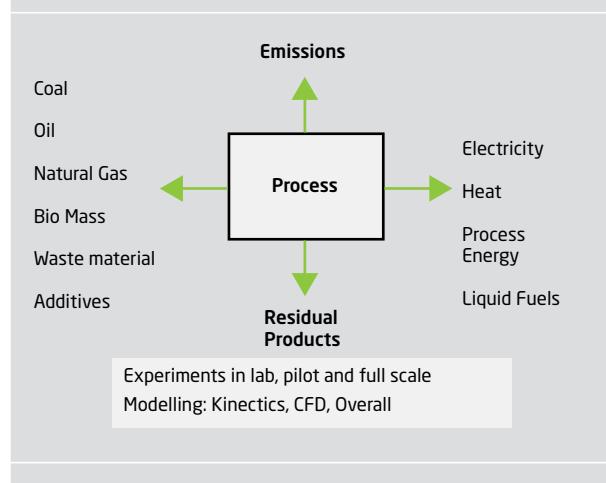 Emissions
Coal
Oil
Natural Gas
Bio Mass
Waste material
Additives
Process
Electricity
Heat
Process
Energy
Liquid Fuels
Residual
Products
Experiments in lab, pilot and full scale
Modelling: Kinectics, CFD, Overall